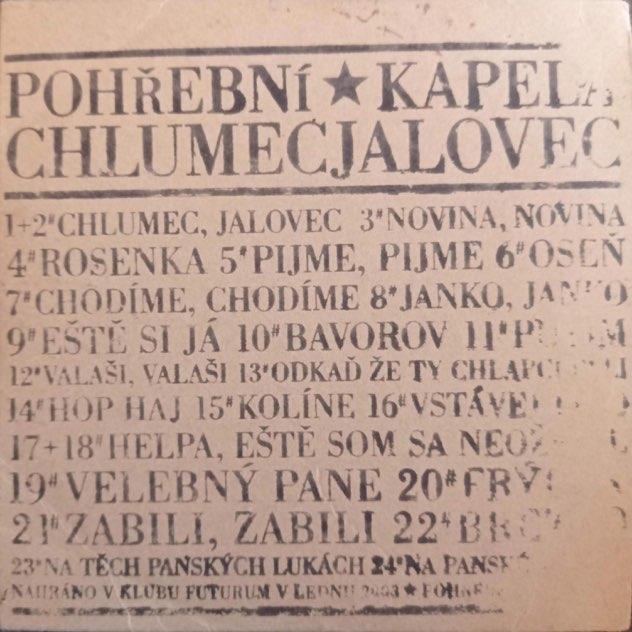 POHŘEBNÍ ★ KAPELA
CHLUMECJALOVEC
1+2#CHLUMEC, JALOVEC 3#NOVINA, NOVINA
4#ROSENKA 5#PIJME, PIJME 6#OSEŇ
7#CHODÍME, CHODÍME 8#JANKO, JANKO
9#EŠTĚ SI JÁ 10#BAVOROV 11#
12#VALAŠI, VALAŠI 13#ODKAĎ ŽE TY
14#HOP HAJ 15#KOLÍNE 16#
17+18#HELPA, EŠTĚ SOM SA
19#VELEBNÝ PANE 20#
21#ZABILI, ZABILI 22#
23#NA TĚCH PANSKÝCH LUKÁCH 24#NA
NAHRÁNO V KLUBU FUTURUM V LEDNU 2003 ★